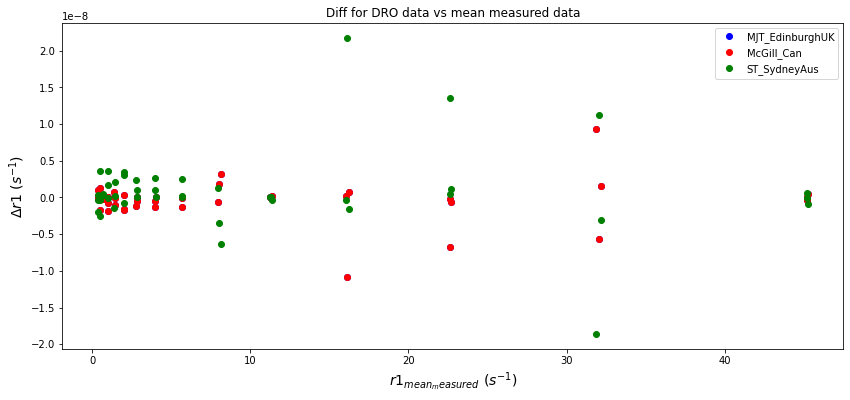 Diff for DRO data vs mean measured data
1e−8
MJT_EdinburghUK
McGill_Can
ST_SydneyAus
2.0
1.5
1.0
0.5
0.0
−0.5
−1.0
−1.5
−2.0
Δr1 (s⁻¹)
0 10 20 30 40
r1mean_measured (s⁻¹)